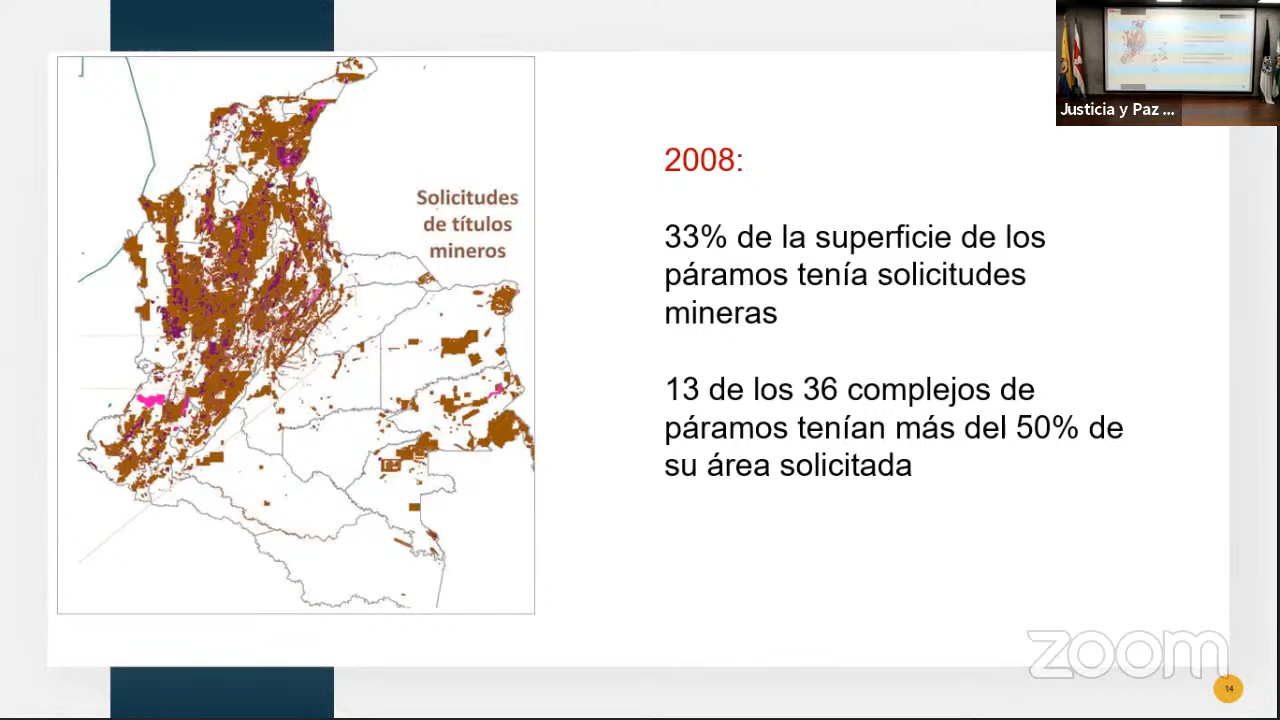 Justicia y Paz ...
Solicitudes
de títulos
mineros
2008:
33% de la superficie de los
páramos tenía solicitudes
mineras
13 de los 36 complejos de
páramos tenían más del 50% de
su área solicitada
zoom
14